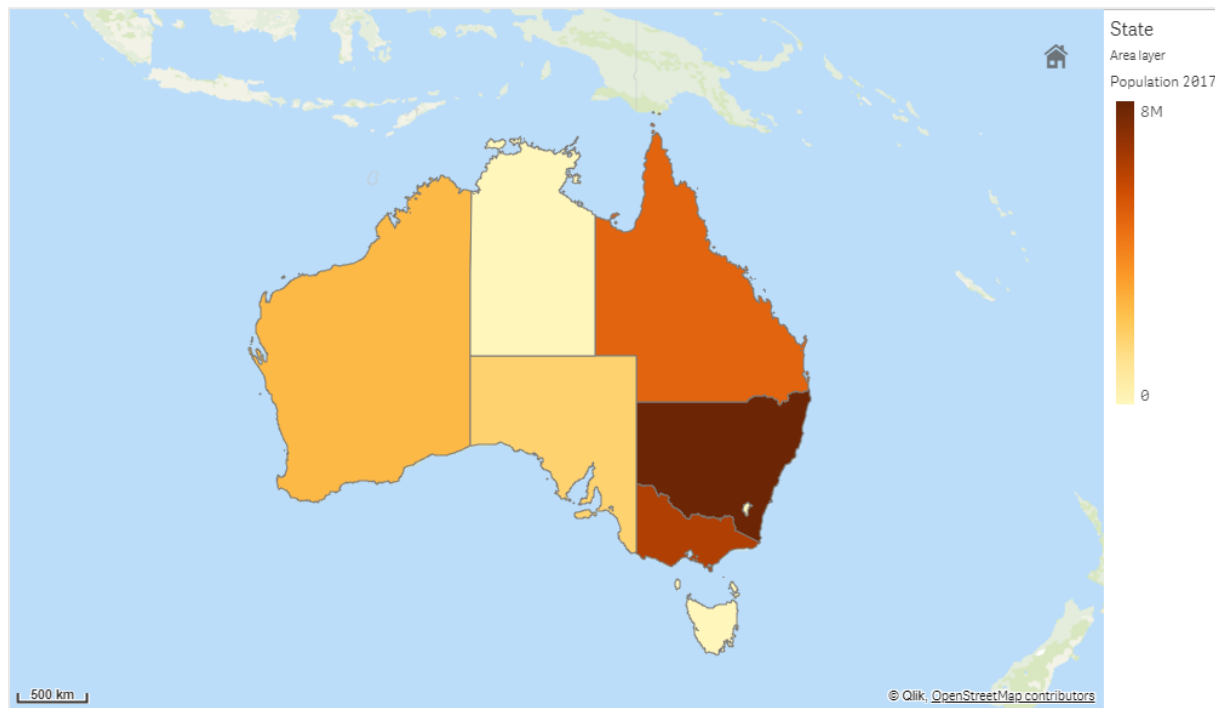 State
Area layer
Population 2017
8M
0
500 km
© Qlik, OpenStreetMap contributors